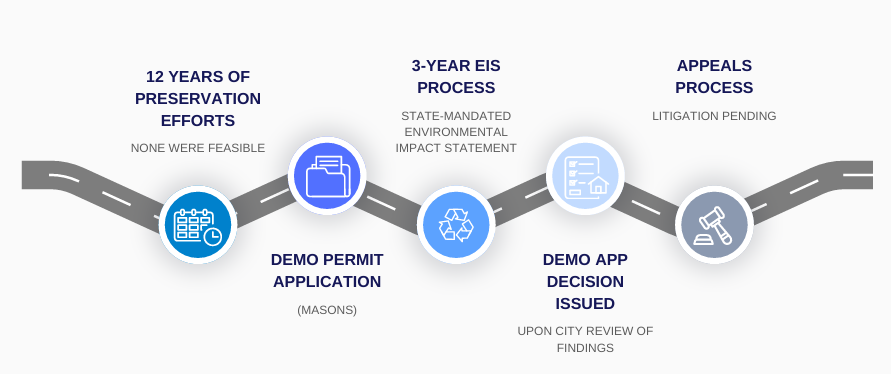 12 YEARS OF
PRESERVATION
EFFORTS
NONE WERE FEASIBLE
DEMO PERMIT
APPLICATION
(MASONS)
3-YEAR EIS
PROCESS
STATE-MANDATED
ENVIRONMENTAL
IMPACT STATEMENT
DEMO APP
DECISION
ISSUED
UPON CITY REVIEW OF
FINDINGS
APPEALS
PROCESS
LITIGATION PENDING